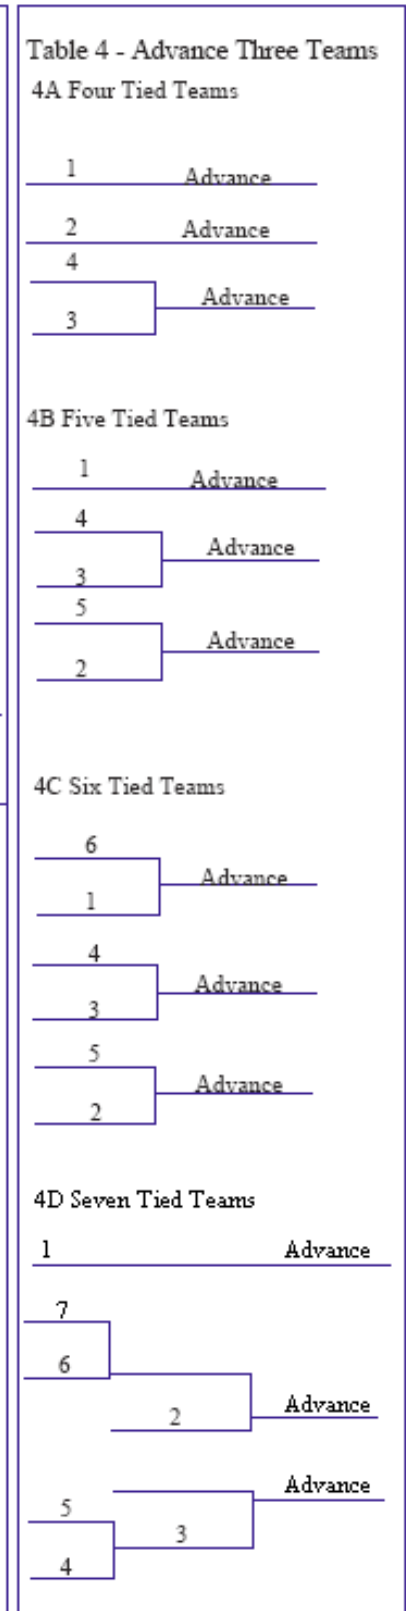 Table 4 - Advance Three Teams
4A Four Tied Teams
1 Advance
2 Advance
4
Advance
3
4B Five Tied Teams
1 Advance
4
Advance
3
5
Advance
2
4C Six Tied Teams
6
Advance
1
4
Advance
3
5
Advance
2
4D Seven Tied Teams
1 Advance
7
6
Advance
2
Advance
5
3
4